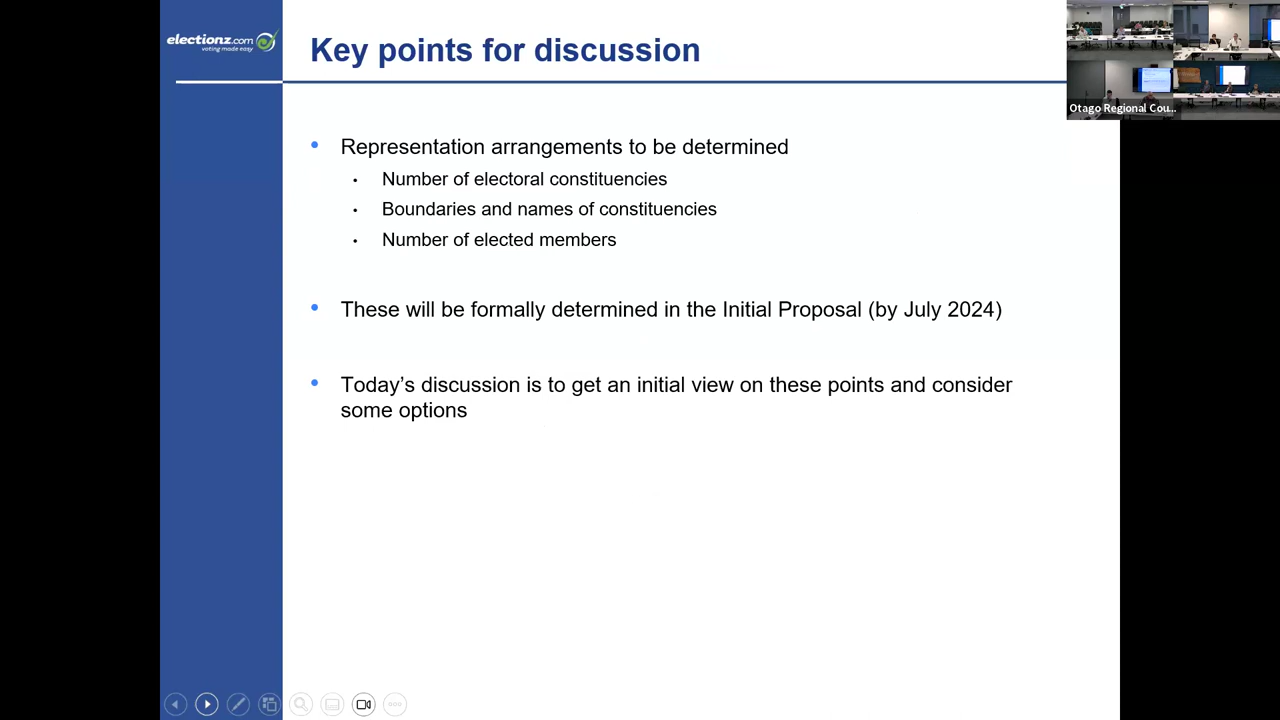 electionz.com
voting made easy
Key points for discussion
Otago Regional Cou...
• Representation arrangements to be determined
• Number of electoral constituencies
• Boundaries and names of constituencies
• Number of elected members
• These will be formally determined in the Initial Proposal (by July 2024)
• Today’s discussion is to get an initial view on these points and consider
some options